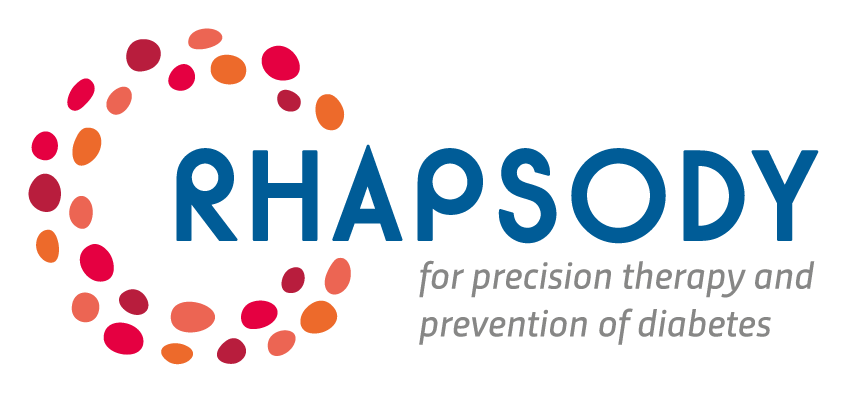 RHAPSODY
for precision therapy and
prevention of diabetes